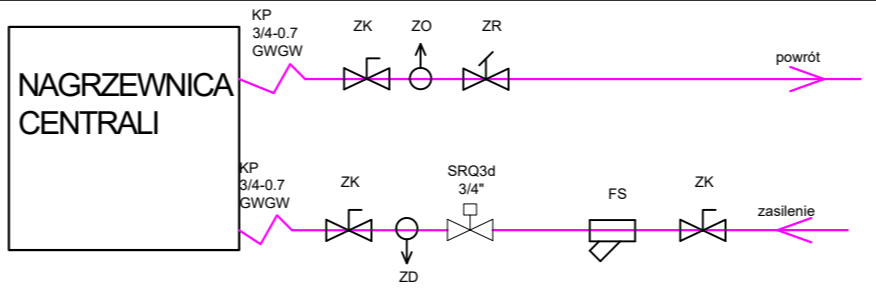 KP
3/4-0.7
GWGW
ZK
ZO
ZR
powrót
NAGRZEWNICA
CENTRALI
KP
3/4-0.7
GWGW
ZK
ZD
SRQ3d
3/4"
FS
ZK
zasilenie